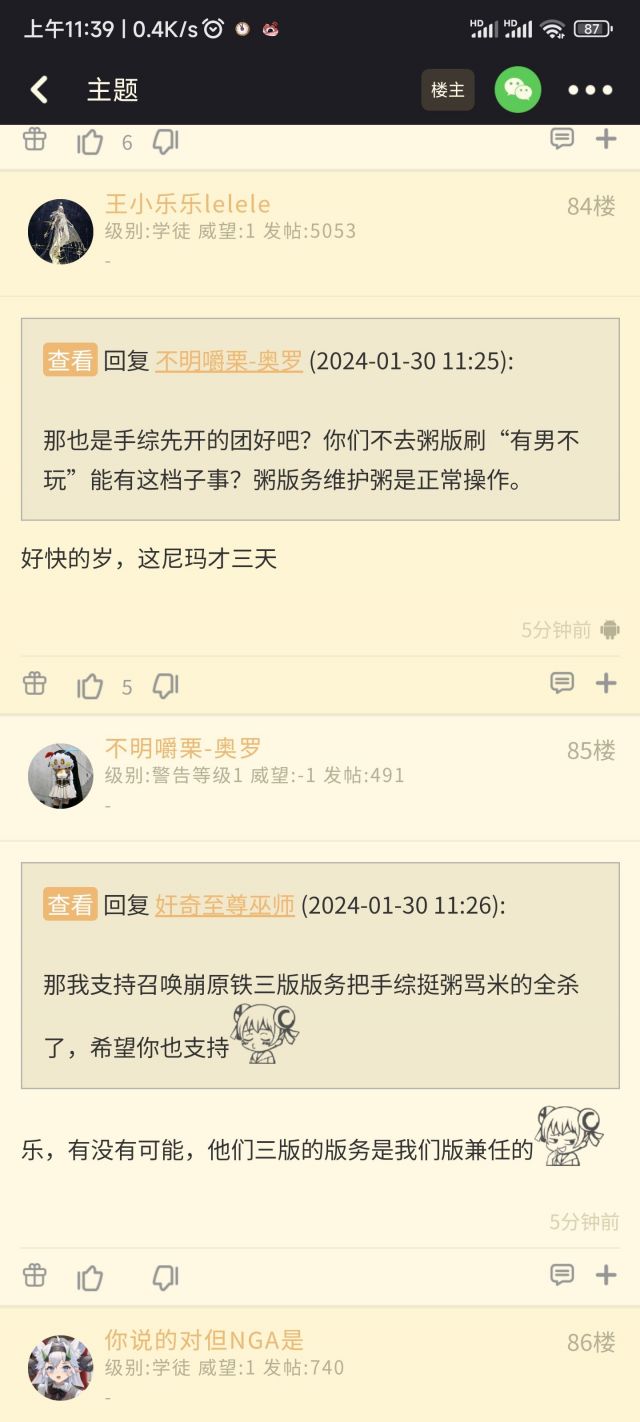 上午11:39 | 0.4K/s
HD HD 87
主题
楼主
6
王小乐乐lelele
84楼
级别:学徒 威望:1 发帖:5053
-
查看 回复 不明嚼栗-奥罗 (2024-01-30 11:25):
那也是手综先开的团好吧？你们不去粥版刷“有男不
玩”能有这档子事？粥版务维护粥是正常操作。
好快的岁，这尼玛才三天
5分钟前
5
不明嚼栗-奥罗
85楼
级别:警告等级1 威望:-1 发帖:491
-
查看 回复 奸奇至尊巫师 (2024-01-30 11:26):
那我支持召唤崩原铁三版版务把手综挺粥骂米的全杀
了，希望你也支持
乐，有没有可能，他们三版的版务是我们版兼任的
5分钟前
你说的对但NGA是
86楼
级别:学徒 威望:1 发帖:740
-